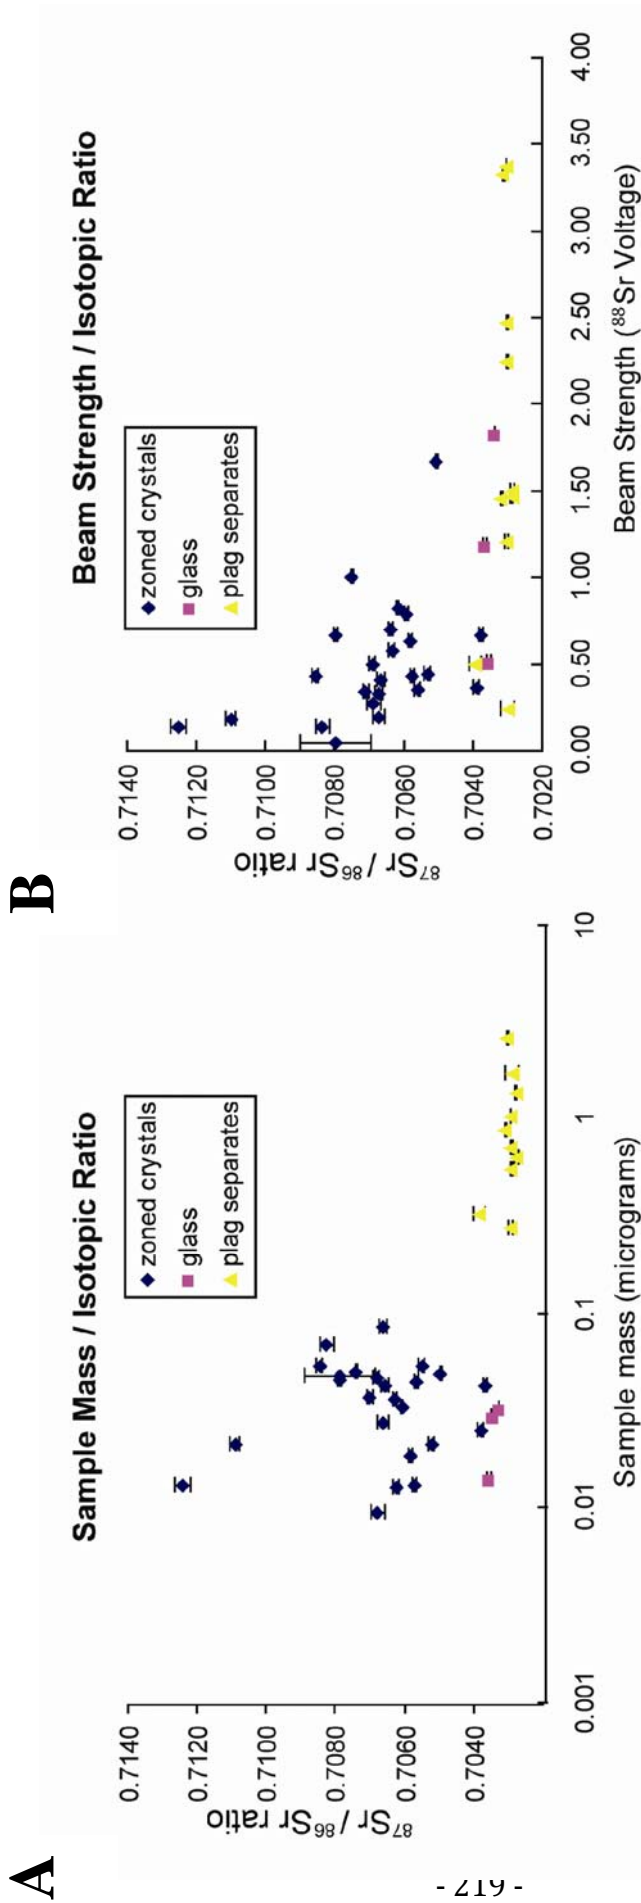 A
Sample Mass / Isotopic Ratio
zoned crystals
glass
plag separates
⁸⁷Sr / ⁸⁶Sr ratio
0.7140
0.7120
0.7100
0.7080
0.7060
0.7040
0.001
0.01
0.1
1
10
Sample mass (micrograms)
B
Beam Strength / Isotopic Ratio
zoned crystals
glass
plag separates
⁸⁷Sr / ⁸⁶Sr ratio
0.7140
0.7120
0.7100
0.7080
0.7060
0.7040
0.7020
0.00
0.50
1.00
1.50
2.00
2.50
3.00
3.50
4.00
Beam Strength (⁸⁸Sr Voltage)
- 219 -